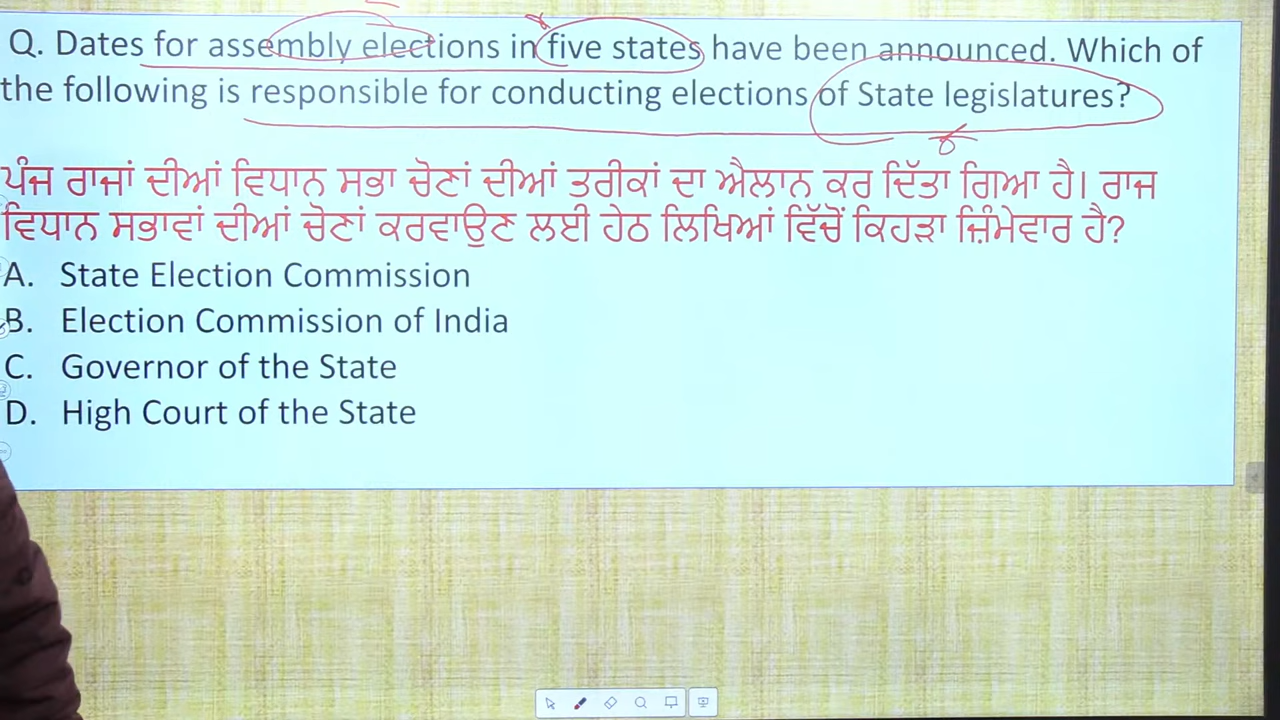 Q. Dates for assembly elections in five states have been announced. Which of
the following is responsible for conducting elections of State legislatures?
ਪੰਜ ਰਾਜਾਂ ਦੀਆਂ ਵਿਧਾਨ ਸਭਾ ਚੋਣਾਂ ਦੀਆਂ ਤਰੀਕਾਂ ਦਾ ਐਲਾਨ ਕਰ ਦਿੱਤਾ ਗਿਆ ਹੈ। ਰਾਜ
ਵਿਧਾਨ ਸਭਾਵਾਂ ਦੀਆਂ ਚੋਣਾਂ ਕਰਵਾਉਣ ਲਈ ਹੇਠ ਲਿਖਿਆਂ ਵਿੱਚੋਂ ਕਿਹੜਾ ਜ਼ਿੰਮੇਵਾਰ ਹੈ?
A. State Election Commission
B. Election Commission of India
C. Governor of the State
D. High Court of the State